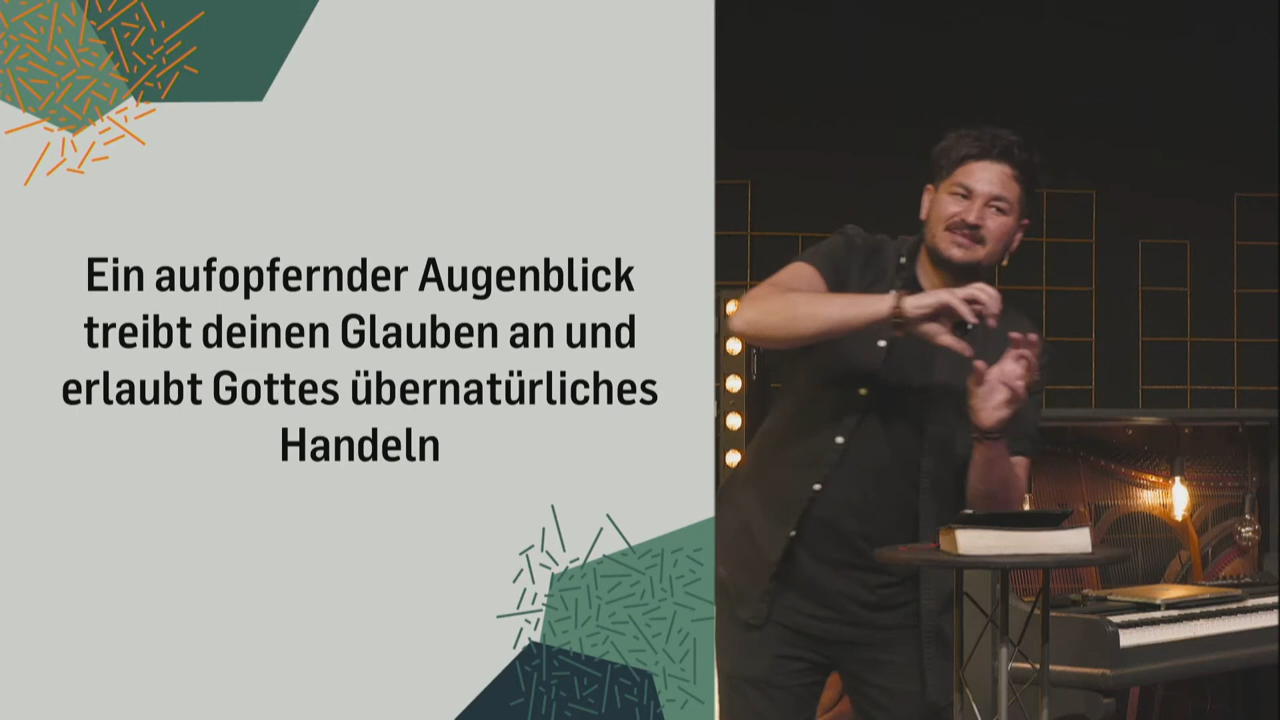 Ein aufopfernder Augenblick
treibt deinen Glauben an und
erlaubt Gottes übernatürliches
Handeln